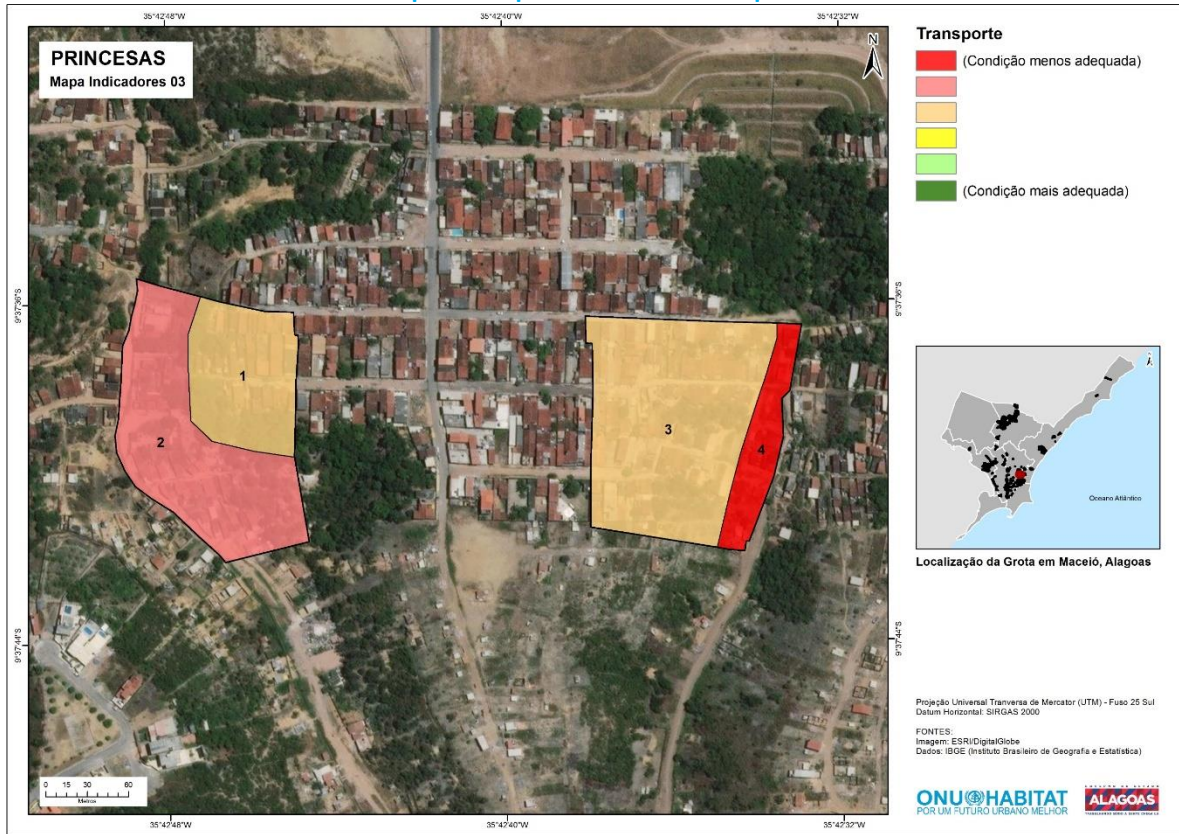 35°42'48"W
35°42'40"W
35°42'32"W
PRINCESAS
Mapa Indicadores 03
N
9°37'36"S
9°37'36"S
1
2
3
4
9°37'44"S
9°37'44"S
0 15 30 60
Metros
35°42'48"W
35°42'40"W
35°42'32"W
Transporte
(Condição menos adequada)
(Condição mais adequada)
Oceano Atlântico
Localização da Grota em Maceió, Alagoas
Projeção Universal Tranversa de Mercator (UTM) - Fuso 25 Sul
Datum Horizontal: SIRGAS 2000
FONTES:
Imagem: ESRI/DigitalGlobe
Dados: IBGE (Instituto Brasileiro de Geografia e Estatística)
ONU HABITAT
POR UM FUTURO URBANO MELHOR
ALAGOAS